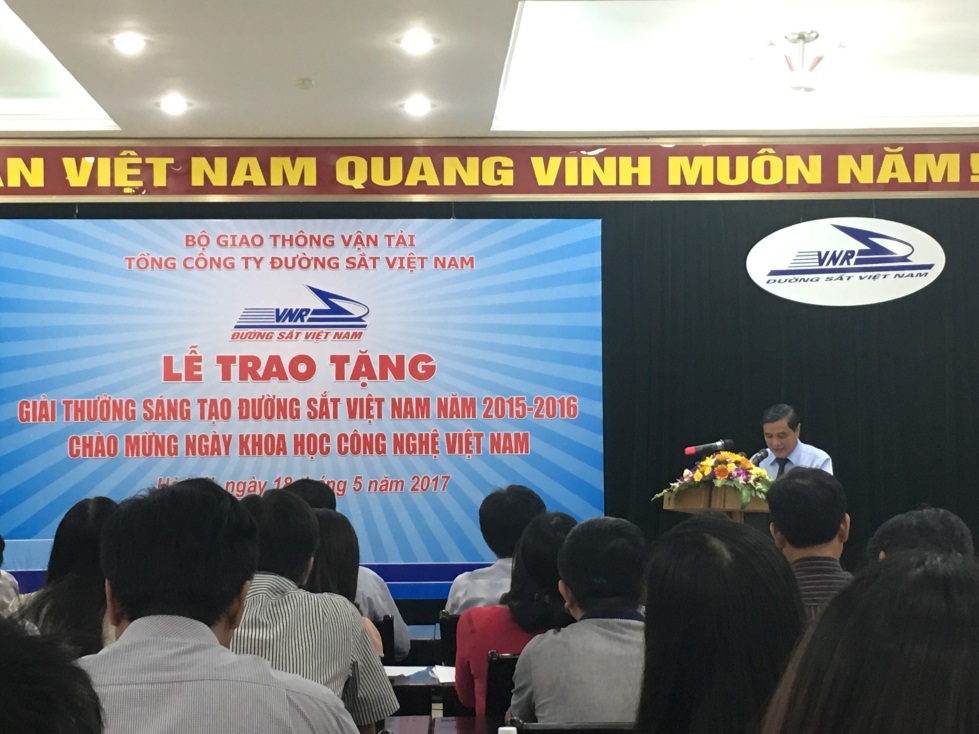 VIỆT NAM QUANG VINH MUÔN NĂM!
BỘ GIAO THÔNG VẬN TẢI
TỔNG CÔNG TY ĐƯỜNG SẮT VIỆT NAM
VNR
ĐƯỜNG SẮT VIỆT NAM
LỄ TRAO TẶNG
GIẢI THƯỞNG SÁNG TẠO ĐƯỜNG SẮT VIỆT NAM NĂM 2015-2016
CHÀO MỪNG NGÀY KHOA HỌC CÔNG NGHỆ VIỆT NAM
ngày 18 5 năm 2017
VNR
ĐƯỜNG SẮT VIỆT NAM